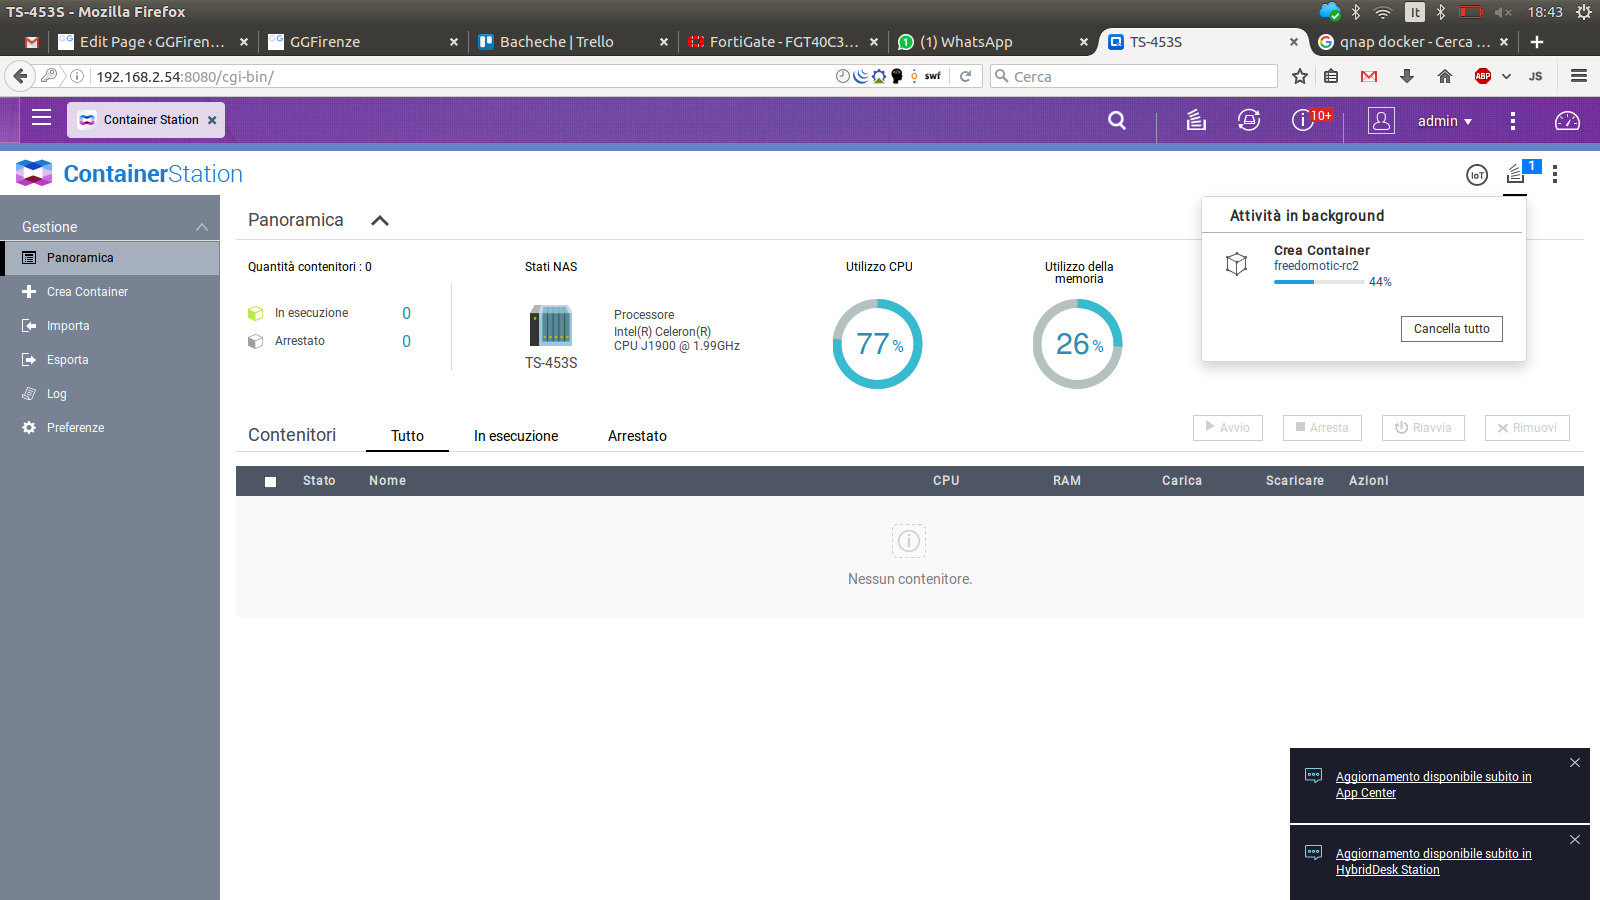 TS-453S - Mozilla Firefox
It
18:43
Edit Page ‹ GGFiren...
GGFirenze
Bacheche | Trello
FortiGate - FGT40C3...
(1) WhatsApp
TS-453S
qnap docker - Cerca ...
192.168.2.54:8080/cgi-bin/
swf
Cerca
ABP
JS
Container Station
10+
admin
ContainerStation
IoT
1
Gestione
Panoramica
Crea Container
Importa
Esporta
Log
Preferenze
Panoramica
Quantità contenitori : 0
In esecuzione 0
Arrestato 0
Stati NAS
TS-453S
Processore
Intel(R) Celeron(R)
CPU J1900 @ 1.99GHz
Utilizzo CPU
77 %
Utilizzo della
memoria
26 %
Attività in background
Crea Container
freedomotic-rc2
44%
Cancella tutto
Contenitori
Tutto
In esecuzione
Arrestato
Avvio
Arresta
Riavvia
Rimuovi
Stato Nome CPU RAM Carica Scaricare Azioni
Nessun contenitore.
Aggiornamento disponibile subito in
App Center
Aggiornamento disponibile subito in
HybridDesk Station